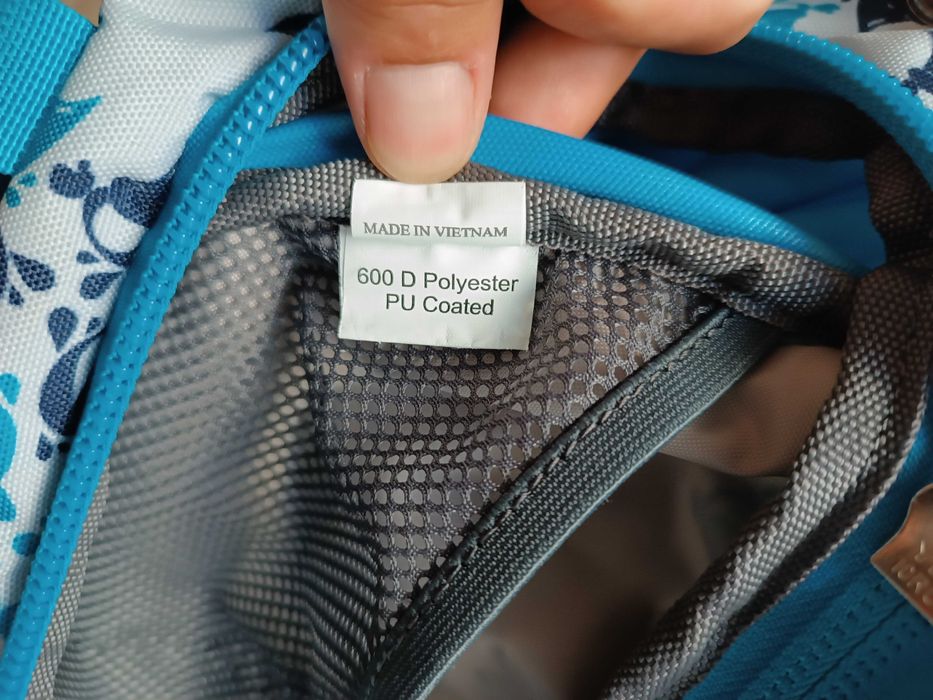 MADE IN VIETNAM
600 D Polyester
PU Coated